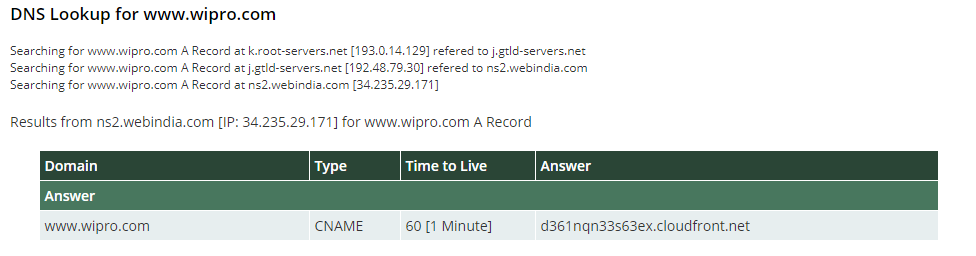 DNS Lookup for www.wipro.com
Searching for www.wipro.com A Record at k.root-servers.net [193.0.14.129] refered to j.gtld-servers.net
Searching for www.wipro.com A Record at j.gtld-servers.net [192.48.79.30] refered to ns2.webindia.com
Searching for www.wipro.com A Record at ns2.webindia.com [34.235.29.171]
Results from ns2.webindia.com [IP: 34.235.29.171] for www.wipro.com A Record
Domain Type Time to Live Answer
Answer
www.wipro.com CNAME 60 [1 Minute] d361nqn33s63ex.cloudfront.net